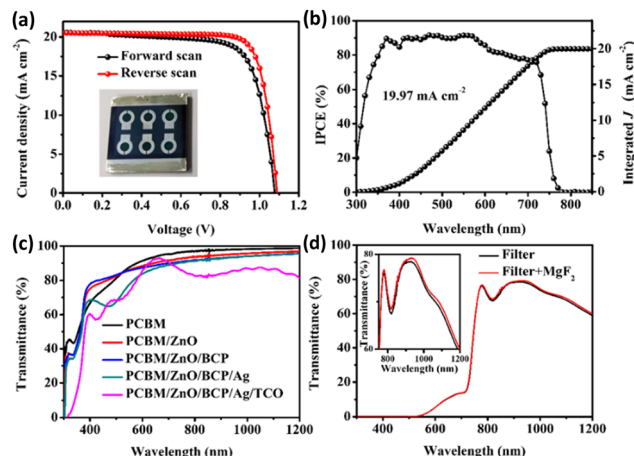 (a)
20
15
10
5
0
Current density (mA cm-2)
Forward scan
Reverse scan
0.0 0.2 0.4 0.6 0.8 1.0 1.2
Voltage (V)
(b)
100
80
60
40
20
0
IPCE (%)
19.97 mA cm-2
20
15
10
5
0
Integrated J (mA cm-2)
300 400 500 600 700 800
Wavelength (nm)
(c)
100
80
60
40
20
0
Transmittance (%)
PCBM
PCBM/ZnO
PCBM/ZnO/BCP
PCBM/ZnO/BCP/Ag
PCBM/ZnO/BCP/Ag/TCO
400 600 800 1000 1200
Wavelength (nm)
(d)
100
80
60
40
20
0
Transmittance (%)
Filter
Filter+MgF2
80
60
Transmittance (%)
800 1000 1200
Wavelength (nm)
400 600 800 1000 1200
Wavelength (nm)